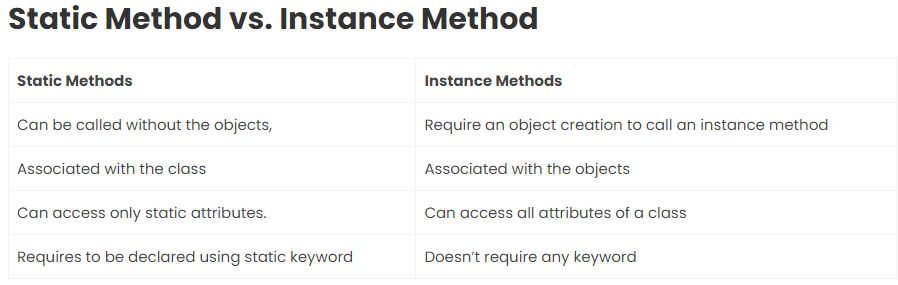 Static Method vs. Instance Method
Static Methods Instance Methods
Can be called without the objects, Require an object creation to call an instance method
Associated with the class Associated with the objects
Can access only static attributes. Can access all attributes of a class
Requires to be declared using static keyword Doesn’t require any keyword